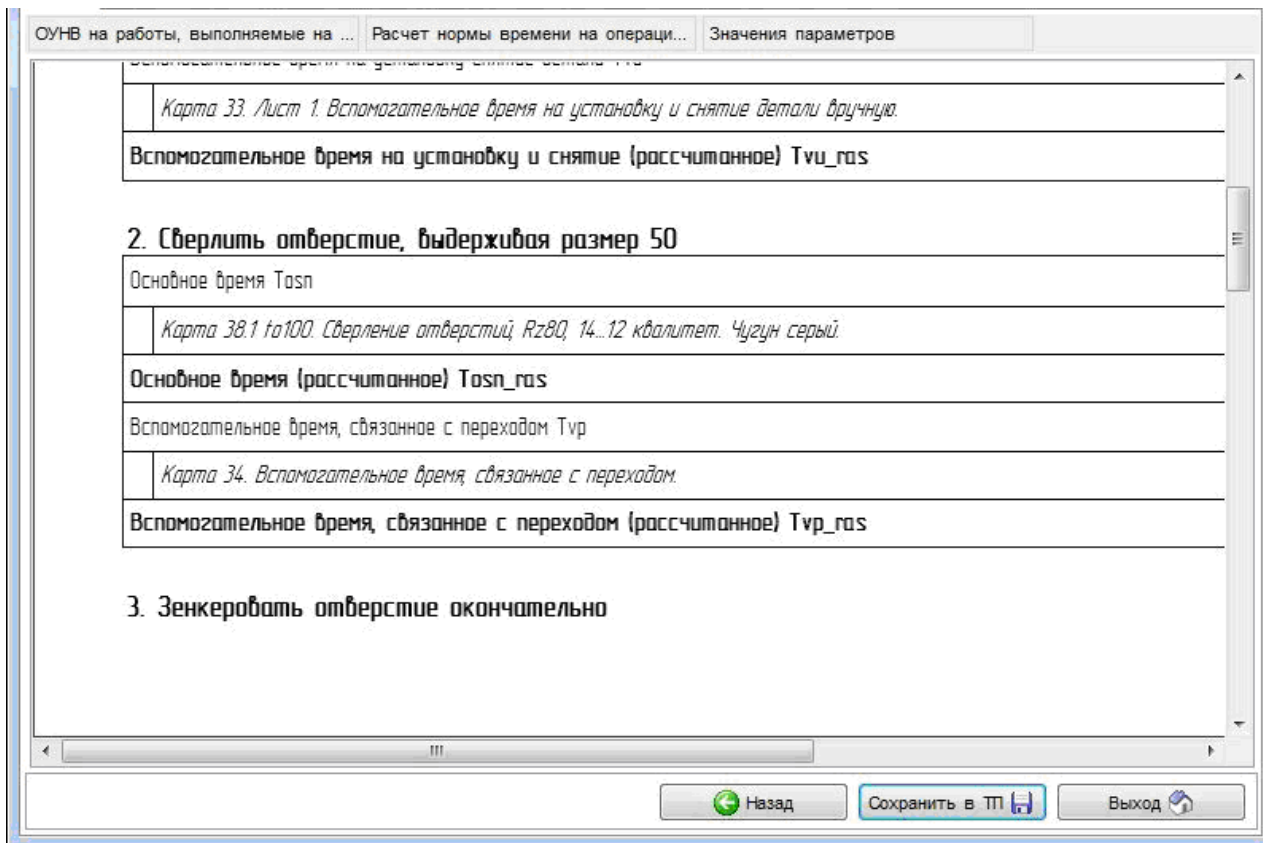 ОУНВ на работы, выполняемые на ... Расчет нормы времени на операци... Значения параметров
Карта 33. Лист 1. Вспомогательное время на установку и снятие детали вручную.
Вспомогательное время на установку и снятие (рассчитанное) Tvu_ras
2. Сверлить отверстие, выдерживая размер 50
Основное время Tosn
Карта 38.1 to100. Сверление отверстий, Rz80, 14...12 квалитет. Чугун серый.
Основное время (рассчитанное) Tosn_ras
Вспомогательное время, связанное с переходом Tvp
Карта 34. Вспомогательное время, связанное с переходом.
Вспомогательное время, связанное с переходом (рассчитанное) Tvp_ras
3. Зенкеровать отверстие окончательно
Назад Сохранить в ТП Выход